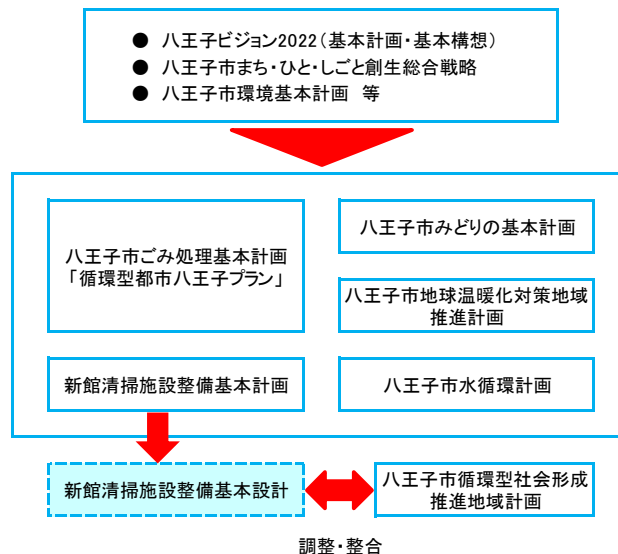 ● 八王子ビジョン2022(基本計画・基本構想)
● 八王子市まち・ひと・しごと創生総合戦略
● 八王子市環境基本計画 等
八王子市ごみ処理基本計画
「循環型都市八王子プラン」
八王子市みどりの基本計画
八王子市地球温暖化対策地域
推進計画
新館清掃施設整備基本計画
八王子市水循環計画
新館清掃施設整備基本設計
八王子市循環型社会形成
推進地域計画
調整・整合